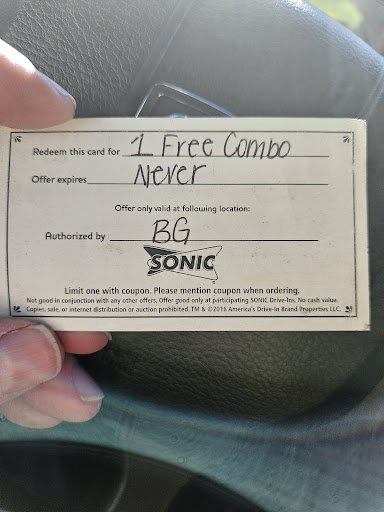 Redeem this card for 1 Free Combo
Offer expires Never
Offer only valid at following location:
Authorized by BG
SONIC
Limit one with coupon. Please mention coupon when ordering.
Not good in conjunction with any other offers. Offer good only at participating SONIC Drive-Ins. No cash value.
Copies, sale, or internet distribution or auction prohibited. TM & ©2016 America's Drive-In Brand Properties LLC.